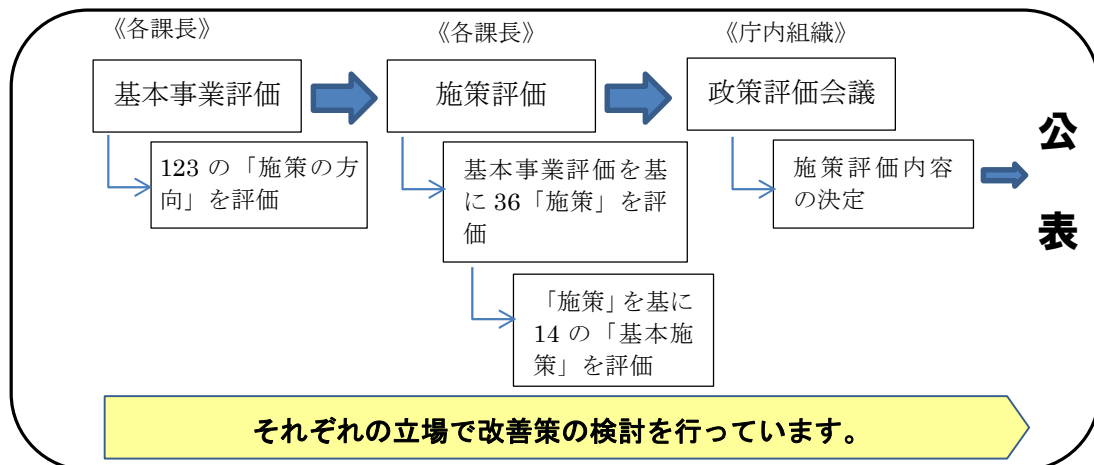 《各課長》
《各課長》
《庁内組織》
基本事業評価
施策評価
政策評価会議
123 の「施策の方
向」を評価
基本事業評価を基
に 36「施策」を評
価
「施策」を基に
14 の「基本施
策」を評価
施策評価内容
の決定
公
表
それぞれの立場で改善策の検討を行っています。